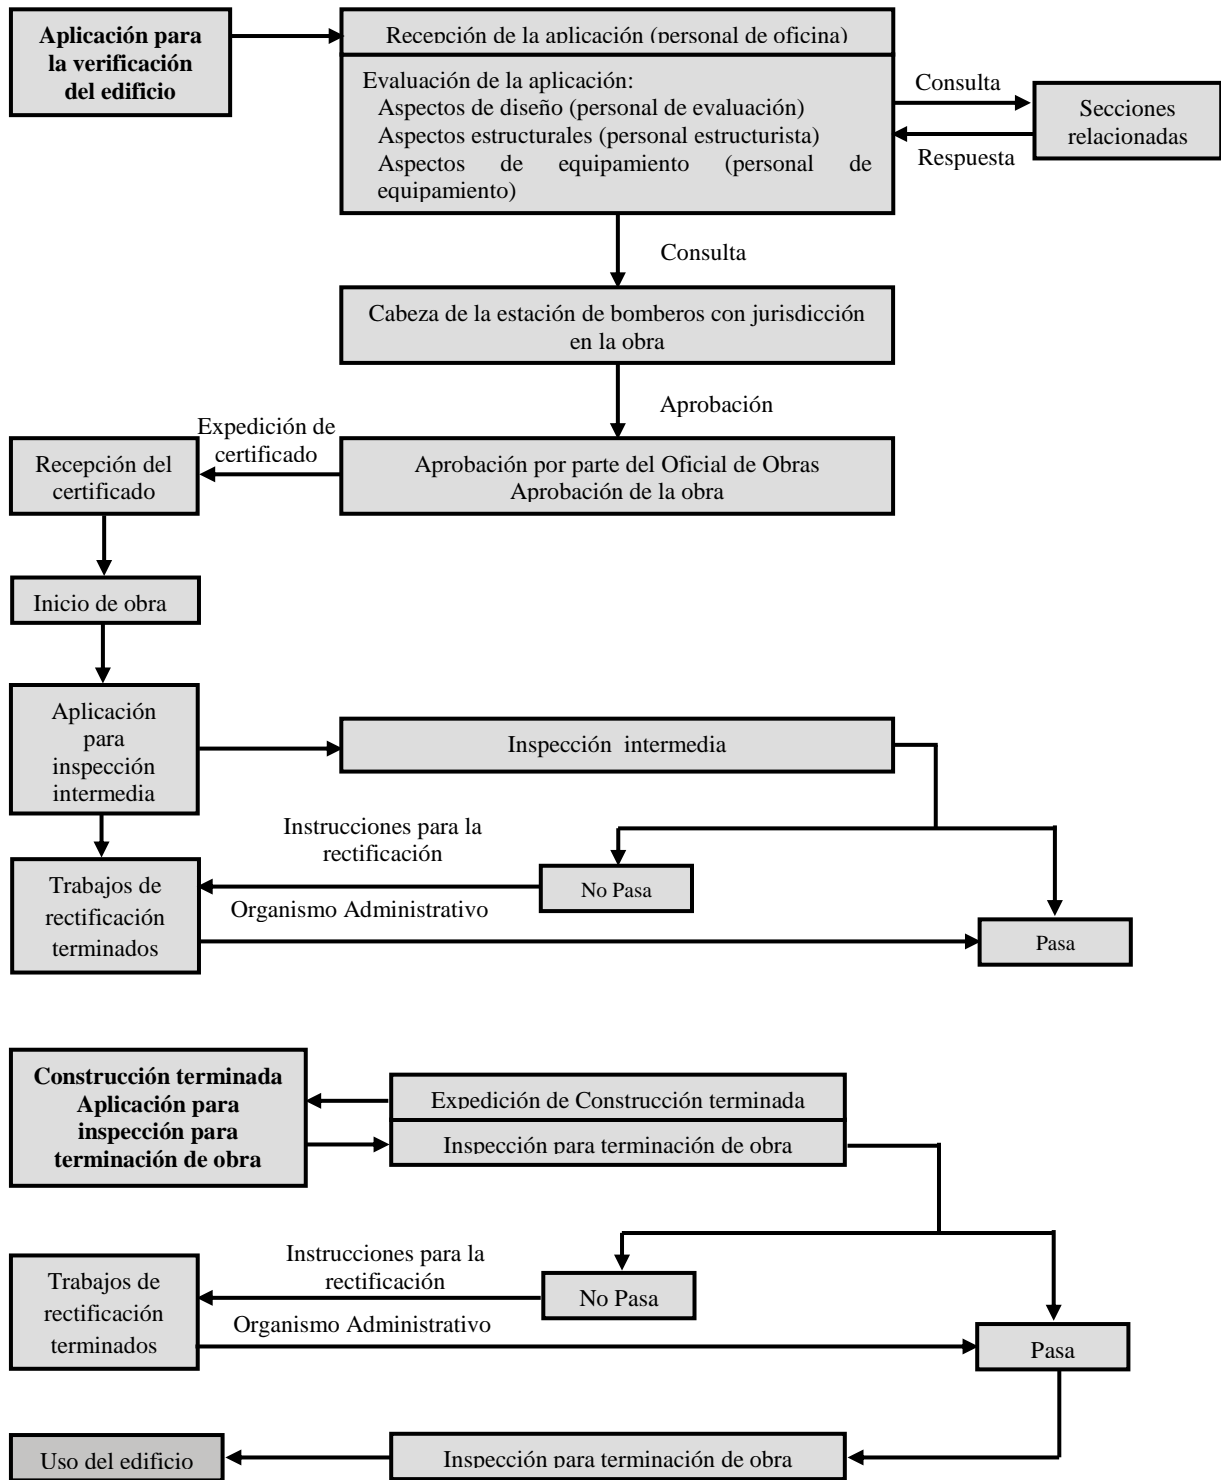 Aplicación para
la verificación
del edificio
Recepción de la aplicación (personal de oficina)
Evaluación de la aplicación:
Aspectos de diseño (personal de evaluación)
Aspectos estructurales (personal estructurista)
Aspectos de equipamiento (personal de
equipamiento)
Consulta
Respuesta
Secciones
relacionadas
Consulta
Cabeza de la estación de bomberos con jurisdicción
en la obra
Aprobación
Aprobación por parte del Oficial de Obras
Aprobación de la obra
Expedición de
certificado
Recepción del
certificado
Inicio de obra
Aplicación
para
inspección
intermedia
Inspección intermedia
Instrucciones para la
rectificación
No Pasa
Trabajos de
rectificación
terminados
Organismo Administrativo
Pasa
Construcción terminada
Aplicación para
inspección para
terminación de obra
Expedición de Construcción terminada
Inspección para terminación de obra
Instrucciones para la
rectificación
No Pasa
Trabajos de
rectificación
terminados
Organismo Administrativo
Pasa
Uso del edificio
Inspección para terminación de obra